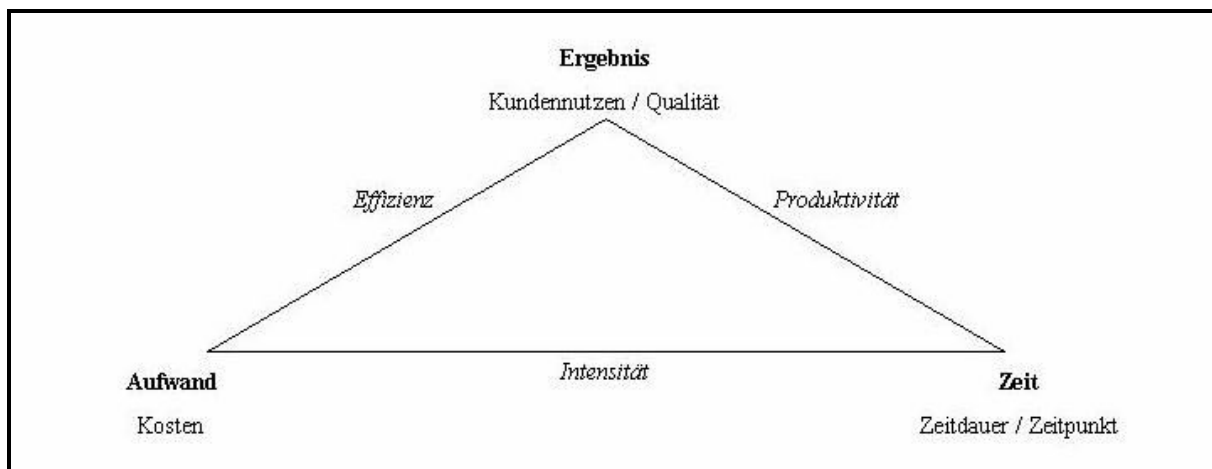 Ergebnis
Kundennutzen / Qualität
Effizienz
Produktivität
Intensität
Aufwand
Zeit
Kosten
Zeitdauer / Zeitpunkt